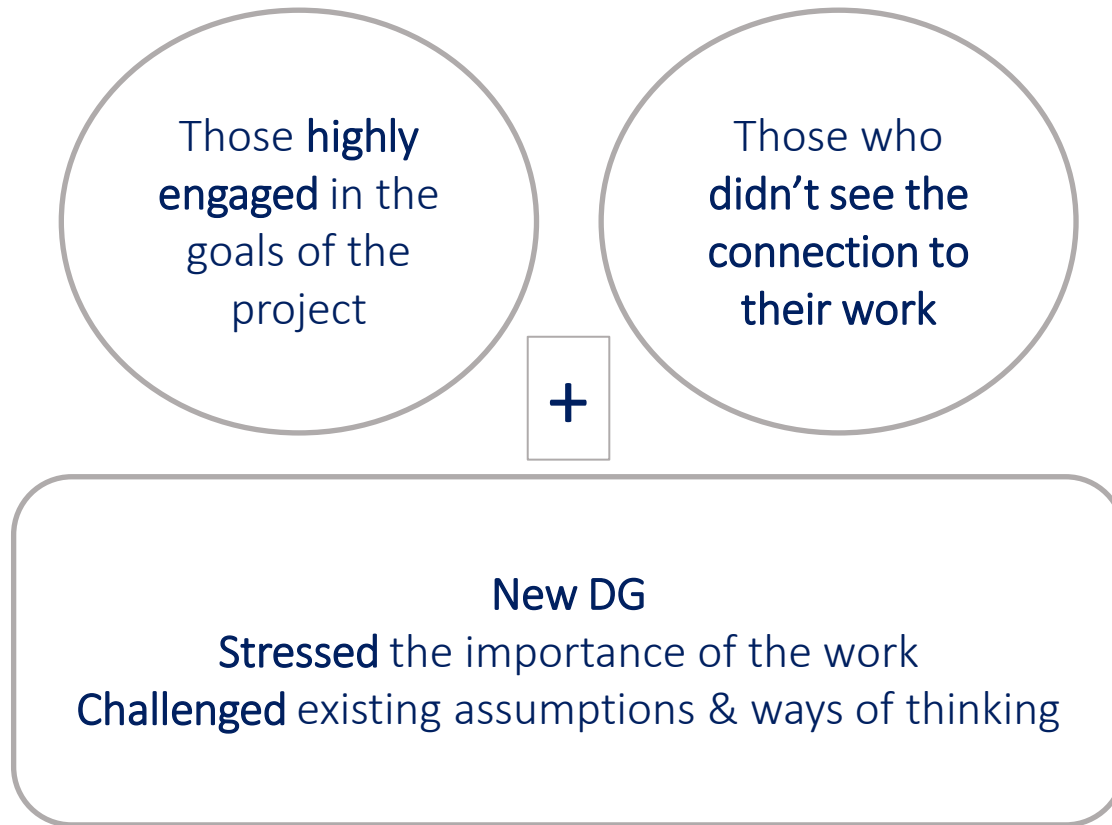 Those highly
engaged in the
goals of the
project
Those who
didn’t see the
connection to
their work
+
New DG
Stressed the importance of the work
Challenged existing assumptions & ways of thinking